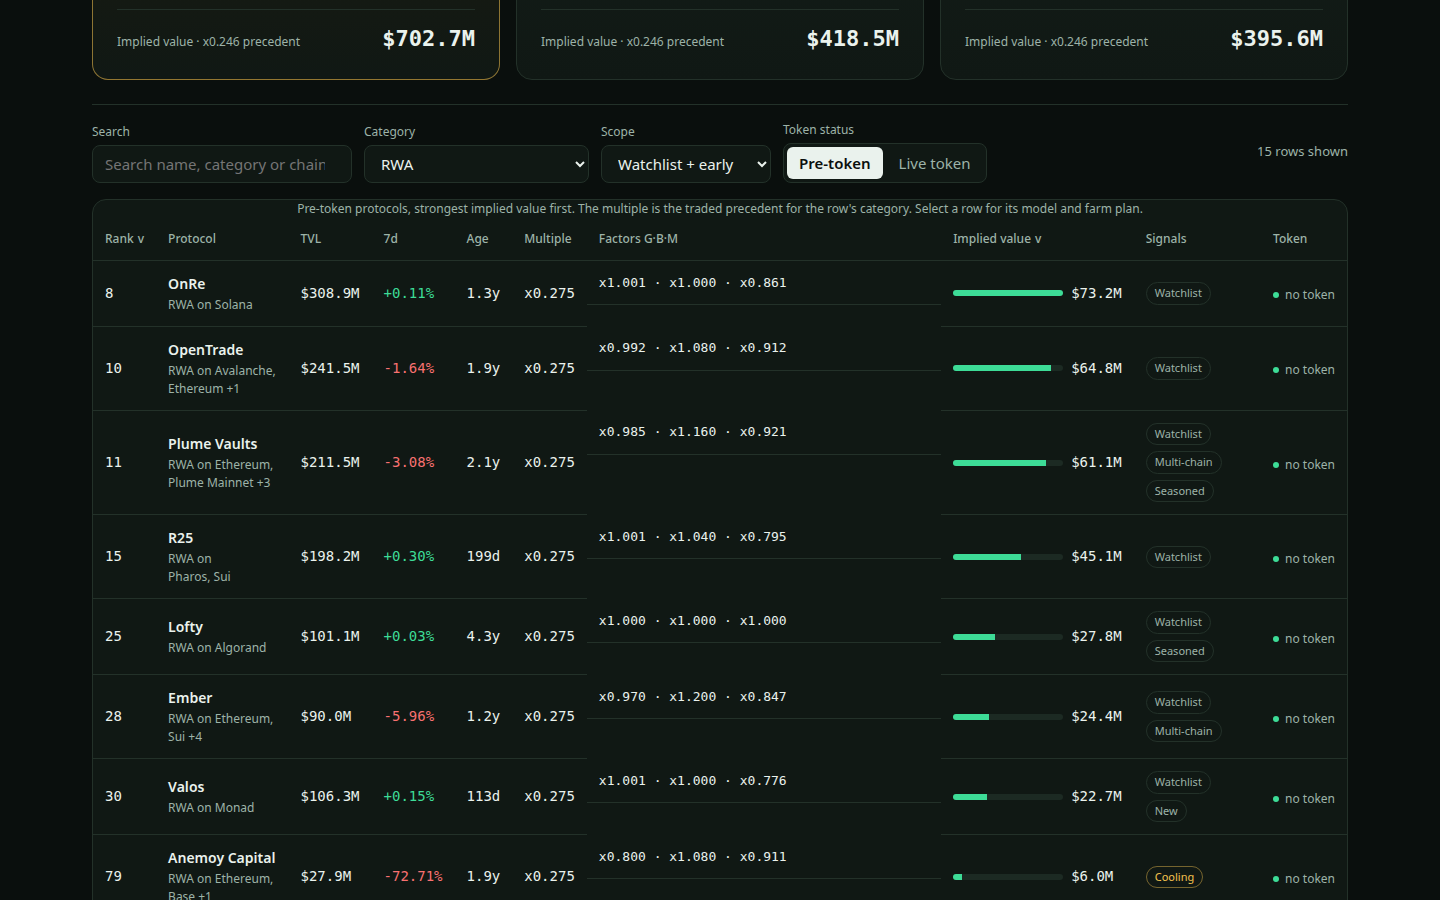 Implied value · x0.246 precedent $702.7M
Implied value · x0.246 precedent $418.5M
Implied value · x0.246 precedent $395.6M
Search
Category
Scope
Token status
Search name, category or chain
RWA
Watchlist + early
Pre-token
Live token
15 rows shown
Pre-token protocols, strongest implied value first. The multiple is the traded precedent for the row's category. Select a row for its model and farm plan.
Rank v Protocol TVL 7d Age Multiple Factors G·B·M Implied value v Signals Token
8 OnRe $308.9M +0.11% 1.3y x0.275 x1.001 · x1.000 · x0.861 $73.2M Watchlist no token
RWA on Solana
10 OpenTrade $241.5M -1.64% 1.9y x0.275 x0.992 · x1.080 · x0.912 $64.8M Watchlist no token
RWA on Avalanche,
Ethereum +1
11 Plume Vaults $211.5M -3.08% 2.1y x0.275 x0.985 · x1.160 · x0.921 $61.1M Watchlist no token
RWA on Ethereum, Multi-chain
Plume Mainnet +3 Seasoned
15 R25 $198.2M +0.30% 199d x0.275 x1.001 · x1.040 · x0.795 $45.1M Watchlist no token
RWA on
Pharos, Sui
25 Lofty $101.1M +0.03% 4.3y x0.275 x1.000 · x1.000 · x1.000 $27.8M Watchlist no token
RWA on Algorand Seasoned
28 Ember $90.0M -5.96% 1.2y x0.275 x0.970 · x1.200 · x0.847 $24.4M Watchlist no token
RWA on Ethereum, Multi-chain
Sui +4
30 Valos $106.3M +0.15% 113d x0.275 x1.001 · x1.000 · x0.776 $22.7M Watchlist no token
RWA on Monad New
79 Anemoy Capital $27.9M -72.71% 1.9y x0.275 x0.800 · x1.080 · x0.911 $6.0M Cooling no token
RWA on Ethereum,
Base +1